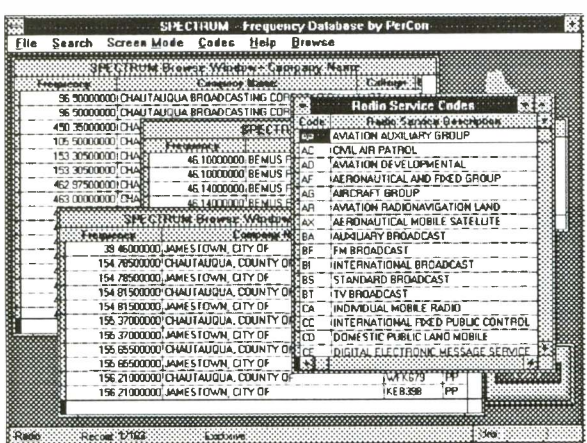 SPECTRUM - Frequency Database by PerCon
File Search Screen Mode Codes Help Browse
SPECTRUM Browse Window - Company Name
Frequency Company Name Callsign
96.50000000 CHAUTAUQUA BROADCASTING COR
96.50000000 CHAUTAUQUA BROADCASTING COR
450.35000000 CHA
105.50000000 CHA
153.30500000 CHA
153.30500000 CHA
462.97500000 CHA
463.00000000 CHA
SPECTR
Frequency
46.10000000 BEMUS P
46.10000000 BEMUS
46.14000000 BEMUS
46.14000000 BEMUS
SPECTRUM Browse Window
Frequency Company N
39.46000000 JAMESTOWN, CITY OF
154.78500000 CHAUTAUQUA, COUNTY OF
154.78500000 JAMESTOWN, CITY OF
154.81500000 CHAUTAUQUA, COUNTY OF
154.81500000 JAMESTOWN, CITY OF
155.37000000 CHAUTAUQUA, COUNTY OF
155.37000000 JAMESTOWN, CITY OF
155.65500000 CHAUTAUQUA, COUNTY OF
155.66500000 JAMESTOWN, CITY OF
156.21000000 CHAUTAUQUA, COUNTY OF WFK679 PP
156.21000000 JAMESTOWN, CITY OF KEB398 PP
Radio Service Codes
Code Radio Service Description
AVIATION AUXILIARY GROUP
AC CIVIL AIR PATROL
AD AVIATION DEVELOPMENTAL
AF AERONAUTICAL AND FIXED GROUP
AG AIRCRAFT GROUP
AR AVIATION RADIONAVIGATION LAND
AX AERONAUTICAL MOBILE SATELLITE
BA AUXILIARY BROADCAST
BF FM BROADCAST
BI INTERNATIONAL BROADCAST
BS STANDARD BROADCAST
BT TV BROADCAST
CA INDIVIDUAL MOBILE RADIO
CC INTERNATIONAL FIXED PUBLIC CONTROL
CD DOMESTIC PUBLIC LAND MOBILE
CE DIGITAL ELECTRONIC MESSAGE SERVICE
Radio Record: 1/163 Exclusive Ins